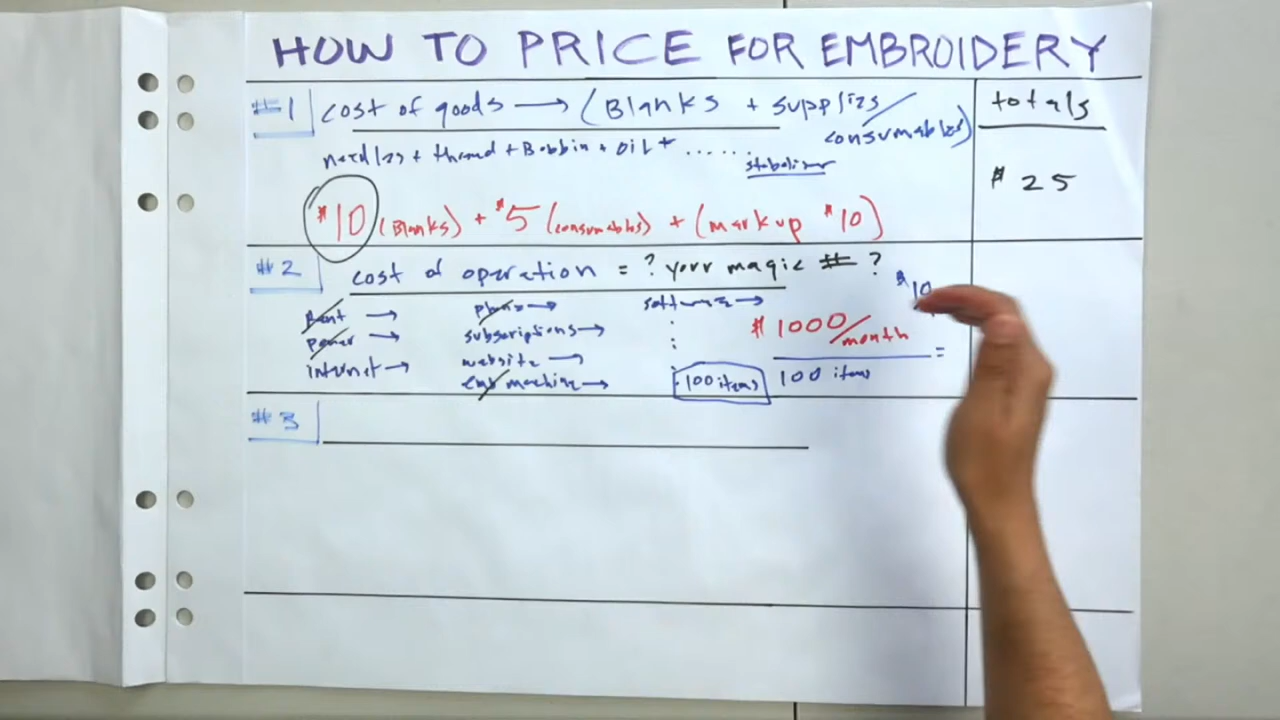 HOW TO PRICE FOR EMBROIDERY
#1 cost of goods → (Blanks + supplies/
consumables)
totals
needles + thread + Bobbin + oil + ......
stabalizer
$ 25
$10 (Blanks) + $5 (consumables) + (markup $10)
#2 cost of operation = ? your magic # ?
$10
Rent → phone → software →
power → subscriptions → :
$1000/month
internet → website → :
=
emb machine → 100 items
100 items
#3